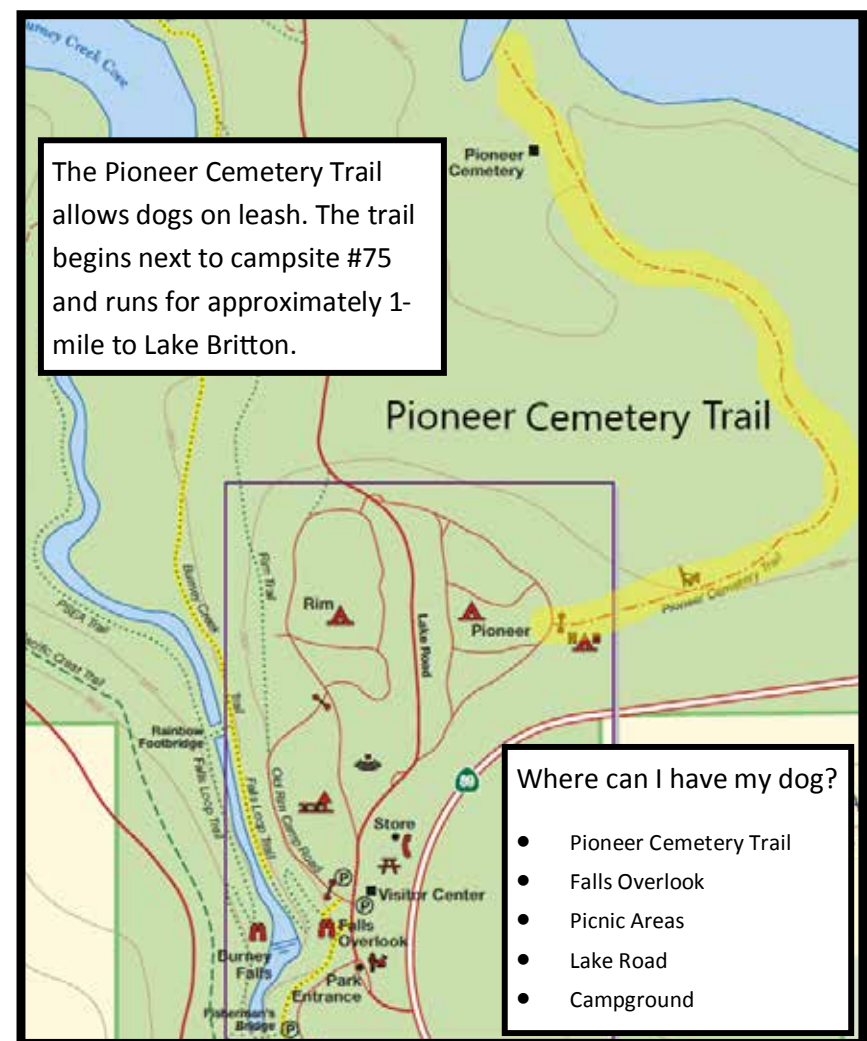 Burney Creek Cove
The Pioneer Cemetery Trail
allows dogs on leash. The trail
begins next to campsite #75
and runs for approximately 1-
mile to Lake Britton.
Pioneer
Cemetery
Pioneer Cemetery Trail
Pioneer Cemetery Trail
Rim
Rim Trail
Lake Road
Pioneer
Burney Creek
Trail
PSEA Trail
Pacific Crest Trail
Rainbow
Footbridge
Falls Loop Trail
Falls Loop Trail
Old Rim Camp Road
89
Store
P
Visitor Center
P
Falls
Overlook
Burney
Falls
Park
Entrance
Fisherman's
Bridge
P
Where can I have my dog?
• Pioneer Cemetery Trail
• Falls Overlook
• Picnic Areas
• Lake Road
• Campground